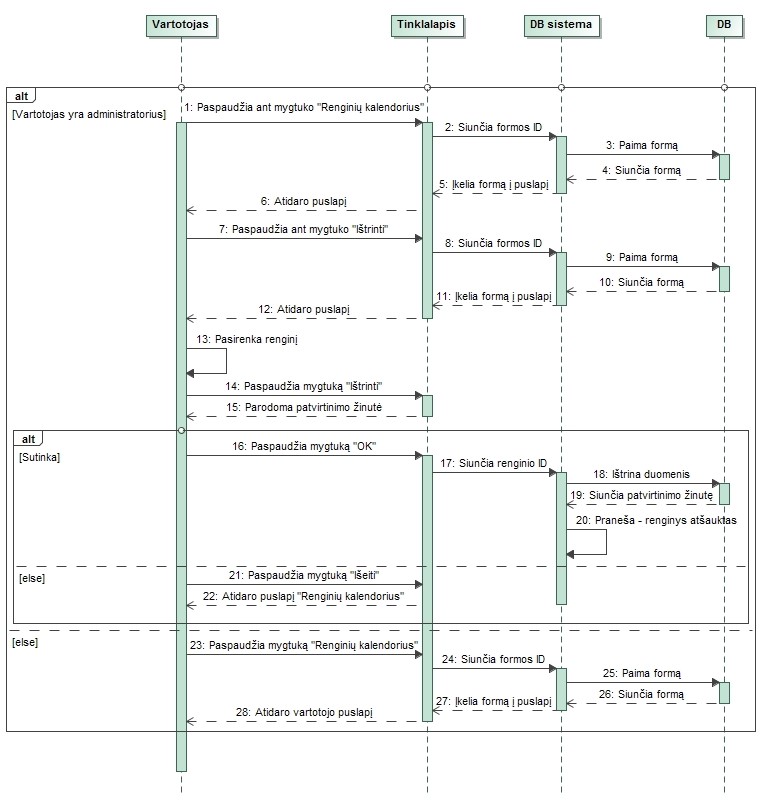 Vartotojas
Tinklalapis
DB sistema
DB
alt
[Vartotojas yra administratorius]
1: Paspaudžia ant mygtuko "Renginių kalendorius"
2: Siunčia formos ID
3: Paima formą
4: Siunčia formą
5: Įkelia formą į puslapį
6: Atidaro puslapį
7: Paspaudžia ant mygtuko "Ištrinti"
8: Siunčia formos ID
9: Paima formą
10: Siunčia formą
11: Įkelia formą į puslapį
12: Atidaro puslapį
13: Pasirenka renginį
14: Paspaudžia mygtuką "Ištrinti"
15: Parodoma patvirtinimo žinutė
alt
[Sutinka]
16: Paspaudžia mygtuką "OK"
17: Siunčia renginio ID
18: Ištrina duomenis
19: Siunčia patvirtinimo žinutę
20: Praneša - renginys atšauktas
[else]
21: Paspaudžia mygtuką "Išeiti"
22: Atidaro puslapį "Renginių kalendorius"
[else]
23: Paspaudžia mygtuką "Renginių kalendorius"
24: Siunčia formos ID
25: Paima formą
26: Siunčia formą
27: Įkelia formą į puslapį
28: Atidaro vartotojo puslapį